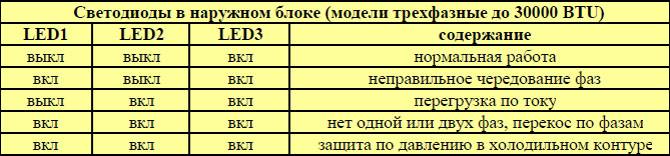 Светодиоды в наружном блоке (модели трехфазные до 30000 BTU)
LED1 LED2 LED3 содержание
выкл выкл вкл нормальная работа
вкл выкл вкл неправильное чередование фаз
выкл вкл вкл перегрузка по току
вкл вкл вкл нет одной или двух фаз, перекос по фазам
вкл вкл вкл защита по давлению в холодильном контуре